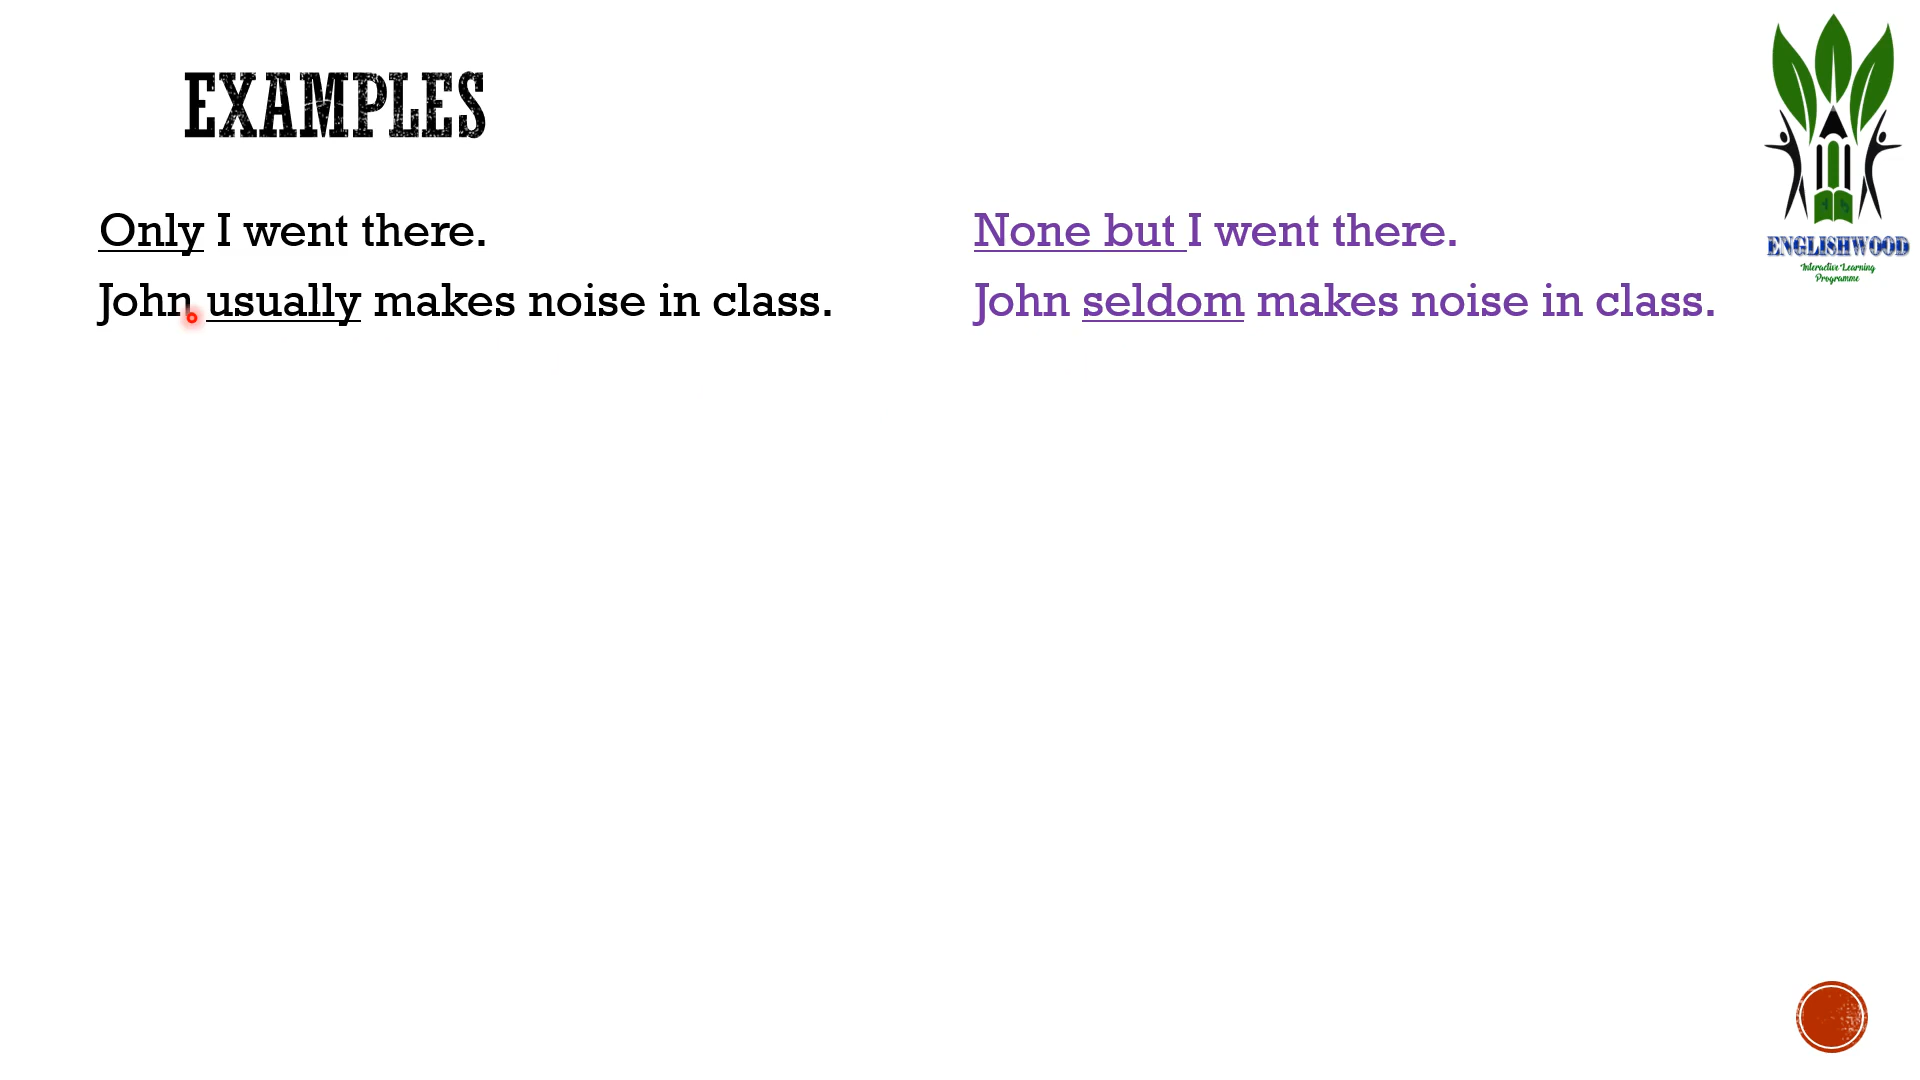 EXAMPLES
Only I went there.
John usually makes noise in class.
None but I went there.
John seldom makes noise in class.
ENGLISHWOOD
Interactive Learning
Programme